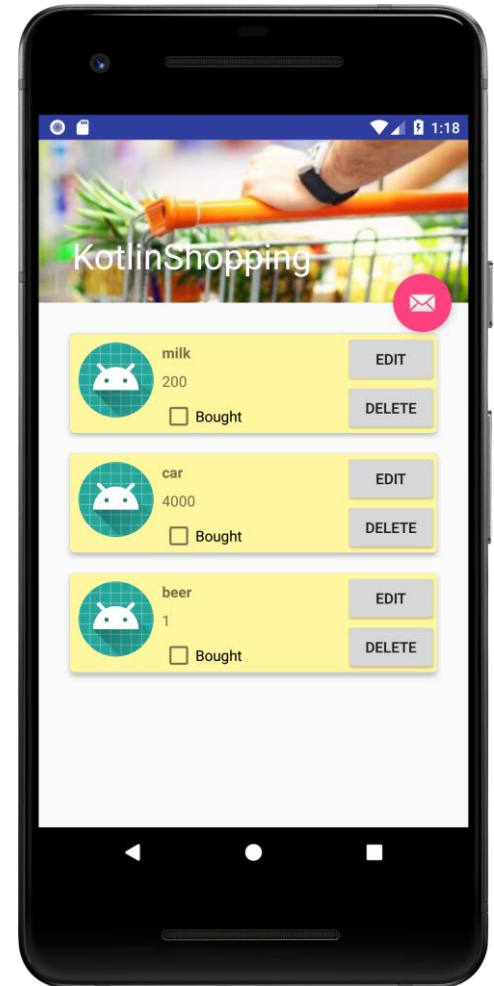 1:18
KotlinShopping
milk
200
Bought
EDIT
DELETE
car
4000
Bought
EDIT
DELETE
beer
1
Bought
EDIT
DELETE